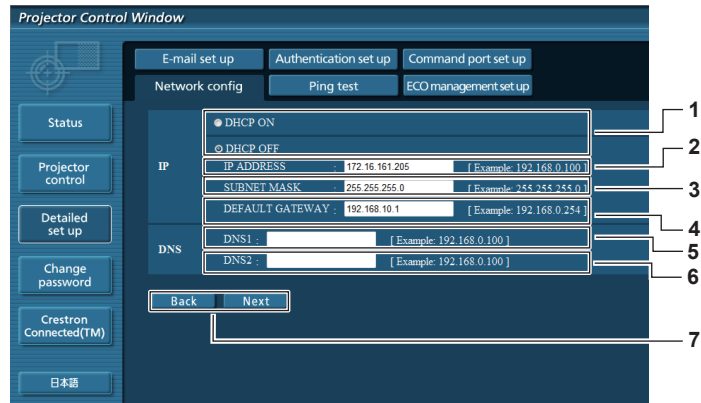 Projector Control Window
E-mail set up
Authentication set up
Command port set up
Network config
Ping test
ECO management set up
Status
Projector
control
Detailed
set up
Change
password
Crestron
Connected(TM)
日本語
DHCP ON
DHCP OFF
IP
IP ADDRESS : 172.16.161.205 [ Example: 192.168.0.100 ]
SUBNET MASK : 255.255.255.0 [ Example: 255.255.255.0 ]
DEFAULT GATEWAY : 192.168.10.1 [ Example: 192.168.0.254 ]
DNS
DNS1 : [ Example: 192.168.0.100 ]
DNS2 : [ Example: 192.168.0.100 ]
Back
Next
1
2
3
4
5
6
7